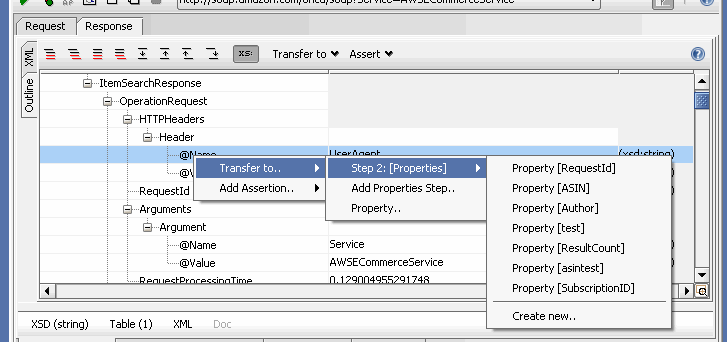 http://soap.amazon.com/onca/soap?Service=AWSECommerceService
Request Response
XML
Outline
XS: Transfer to Assert
ItemSearchResponse
OperationRequest
HTTPHeaders
Header
@Name UserAgent (xsd:string)
Transfer to.. Step 2: [Properties] Property [RequestId]
Add Assertion.. Add Properties Step.. Property [ASIN]
RequestId Property.. Property [Author]
Arguments Property [test]
Argument
@Name Service Property [ResultCount]
@Value AWSECommerceService Property [asintest]
RequestProcessingTime 0.129004955291748 Property [SubscriptionID]
Create new..
XSD (string) Table (1) XML Doc